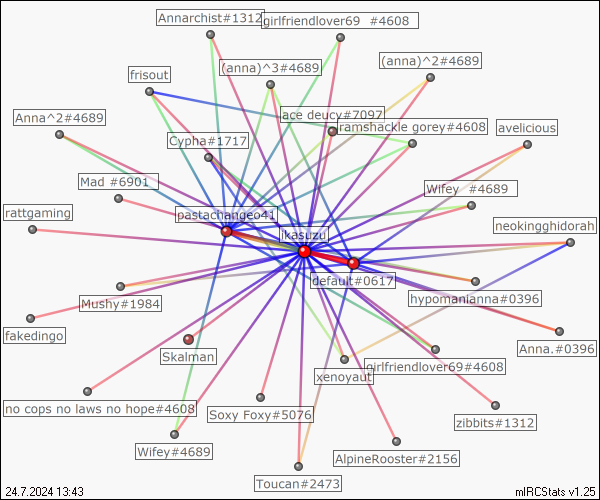 Annarchist#1312
girlfriendlover69 #4608
(anna)^3#4689
(anna)^2#4689
frisout
ace deucy#7097
Anna^2#4689
ramshackle gorey#4608
avelicious
Cypha#1717
Mad #6901
Wifey #4689
rattgaming
pastachangeo41
neokingghidorah
ikasuzu
default#0617
hypomanianna#0396
Mushy#1984
fakedingo
Anna.#0396
Skalman
xenoyaut
girlfriendlover69#4608
no cops no laws no hope#4608
Soxy Foxy#5076
zibbits#1312
Wifey#4689
AlpineRooster#2156
Toucan#2473
24.7.2024 13:43
mIRCStats v1.25